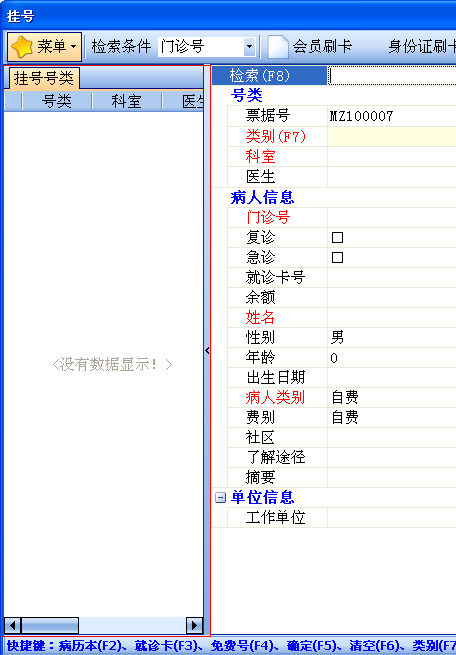 挂号
菜单 检索条件 门诊号 会员刷卡 身份证刷
挂号号类
号类 科室 医生
<没有数据显示！>
检索(F8)
号类
票据号 MZ100007
类别(F7)
科室
医生
病人信息
门诊号
复诊
急诊
就诊卡号
余额
姓名
性别 男
年龄 0
出生日期
病人类别 自费
费别 自费
社区
了解途径
摘要
单位信息
工作单位
快捷键：病历本(F2)、就诊卡(F3)、免费号(F4)、确定(F5)、清空(F6)、类别(F7